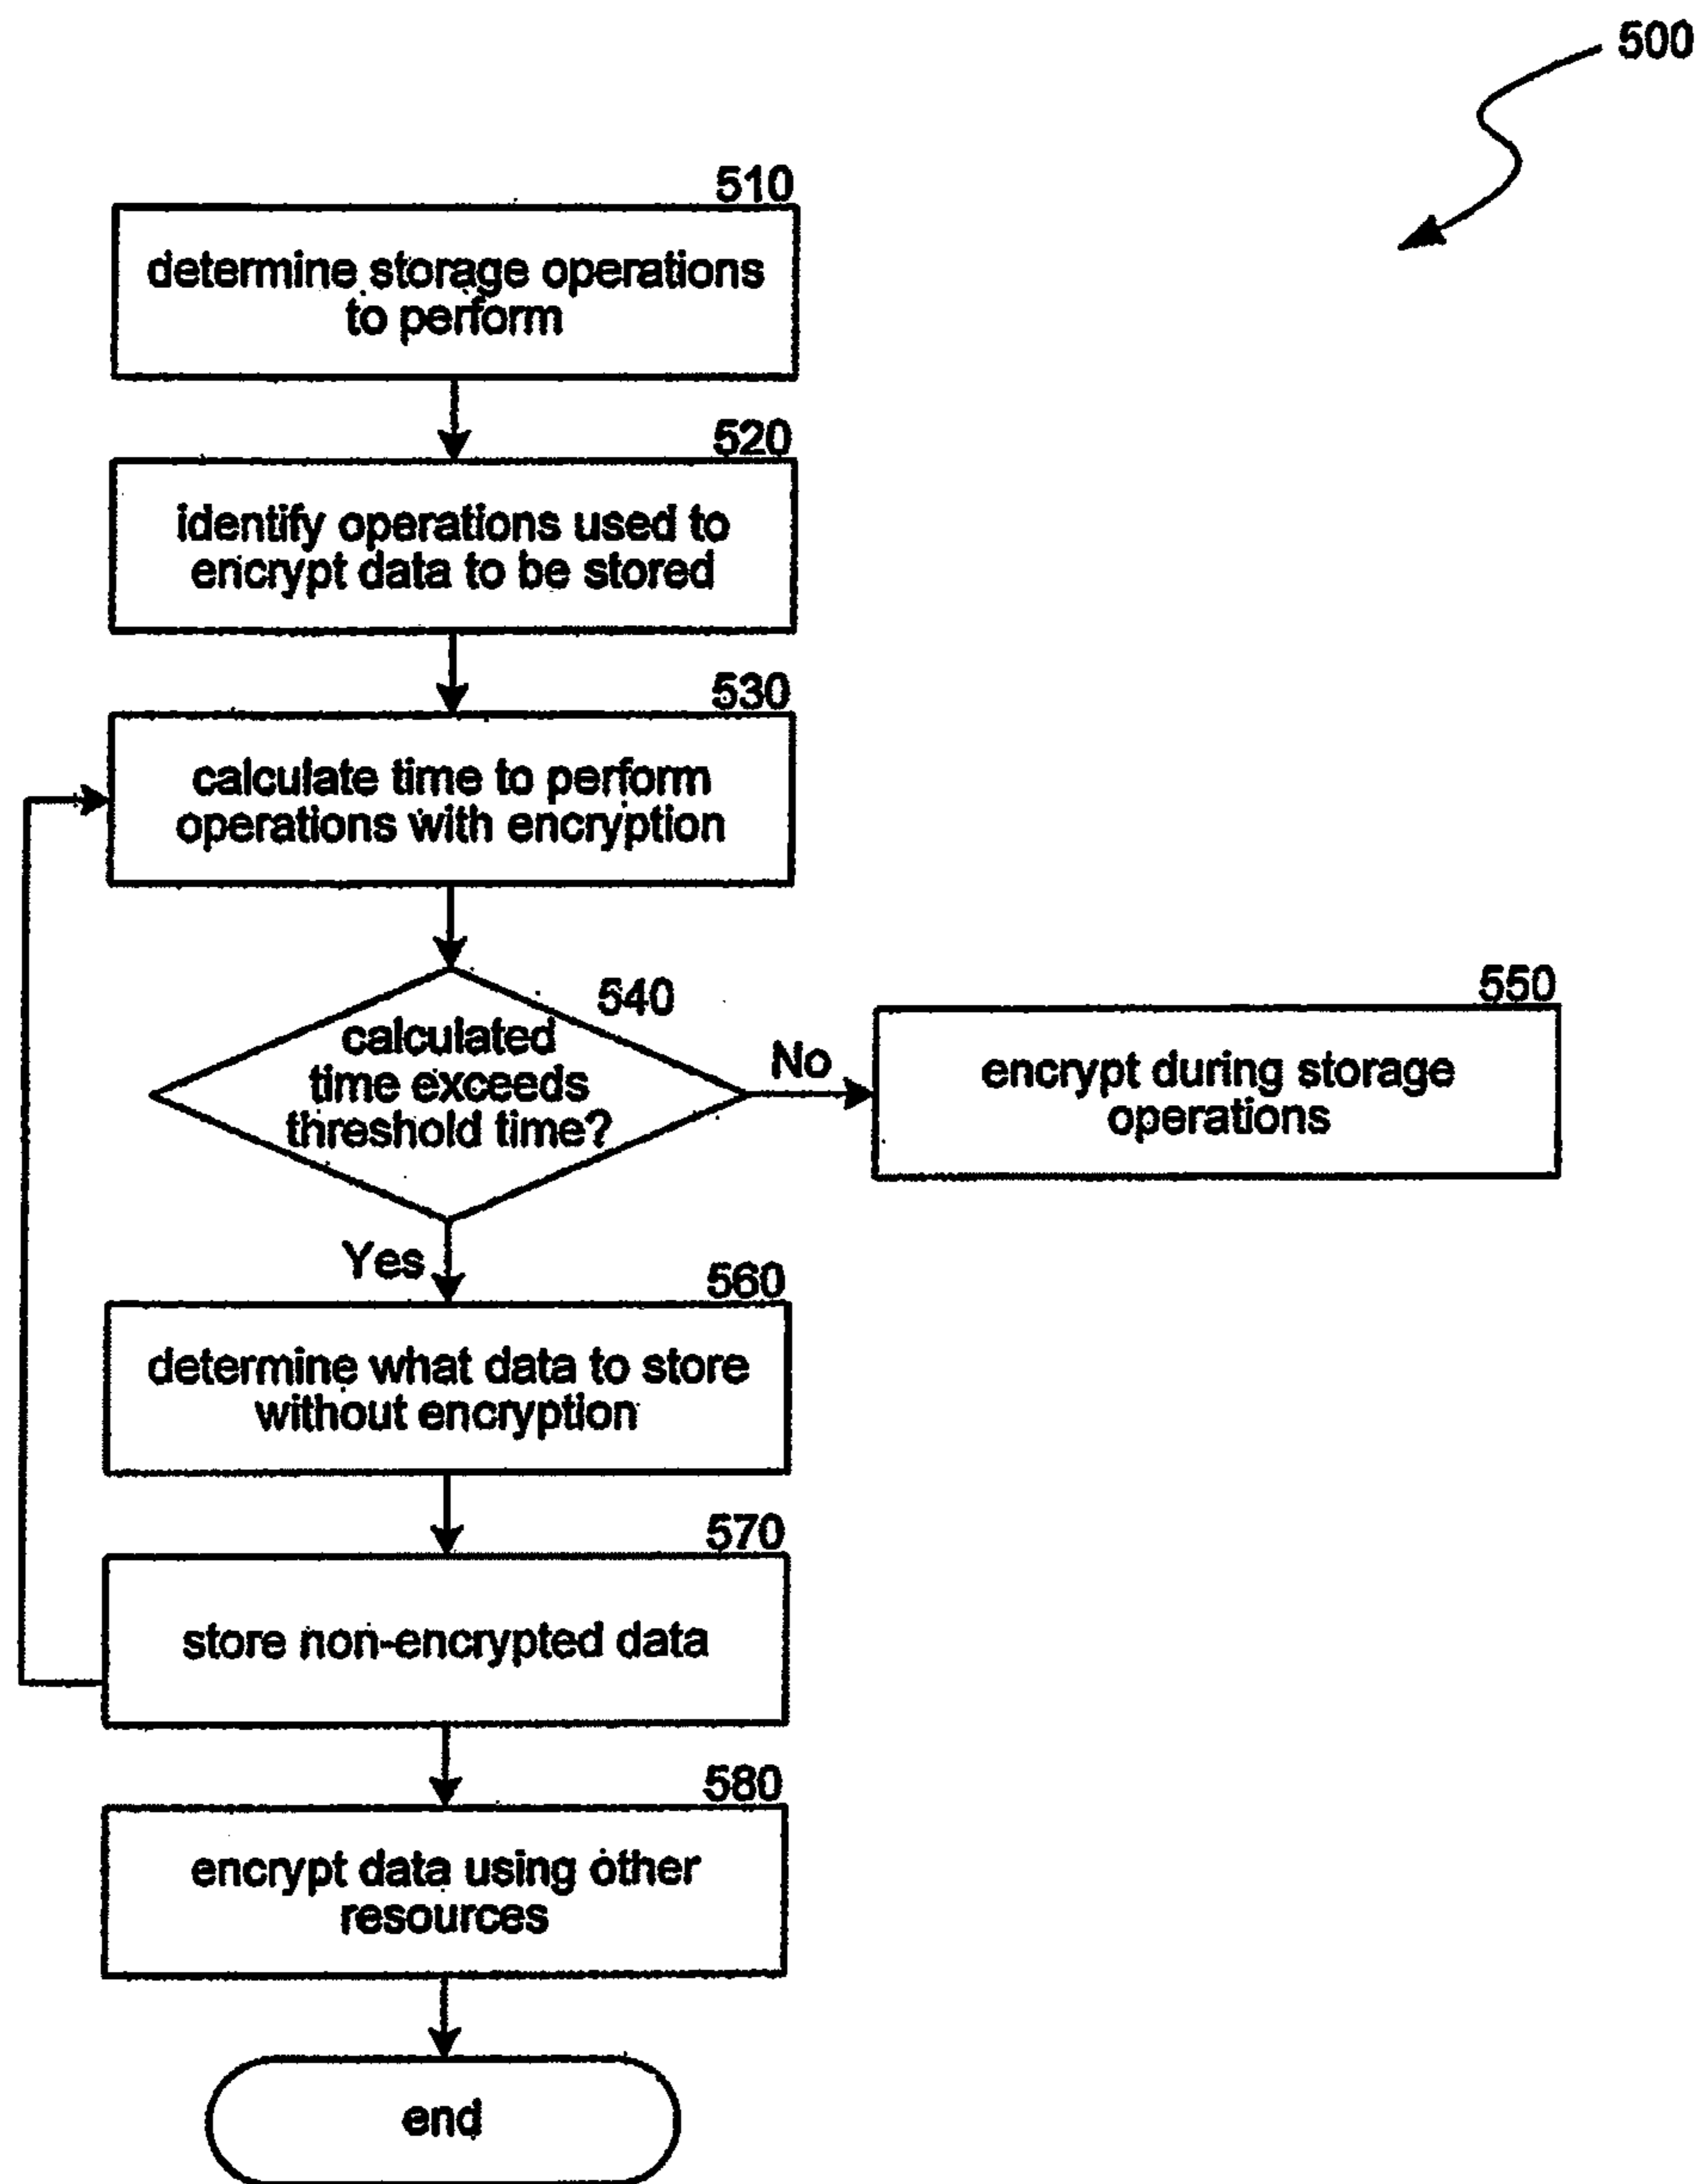 500
510
determine storage operations
to perform
520
identify operations used to
encrypt data to be stored
530
calculate time to perform
operations with encryption
540
calculated
time exceeds
threshold time?
No
550
encrypt during storage
operations
Yes
560
determine what data to store
without encryption
570
store non-encrypted data
580
encrypt data using other
resources
end